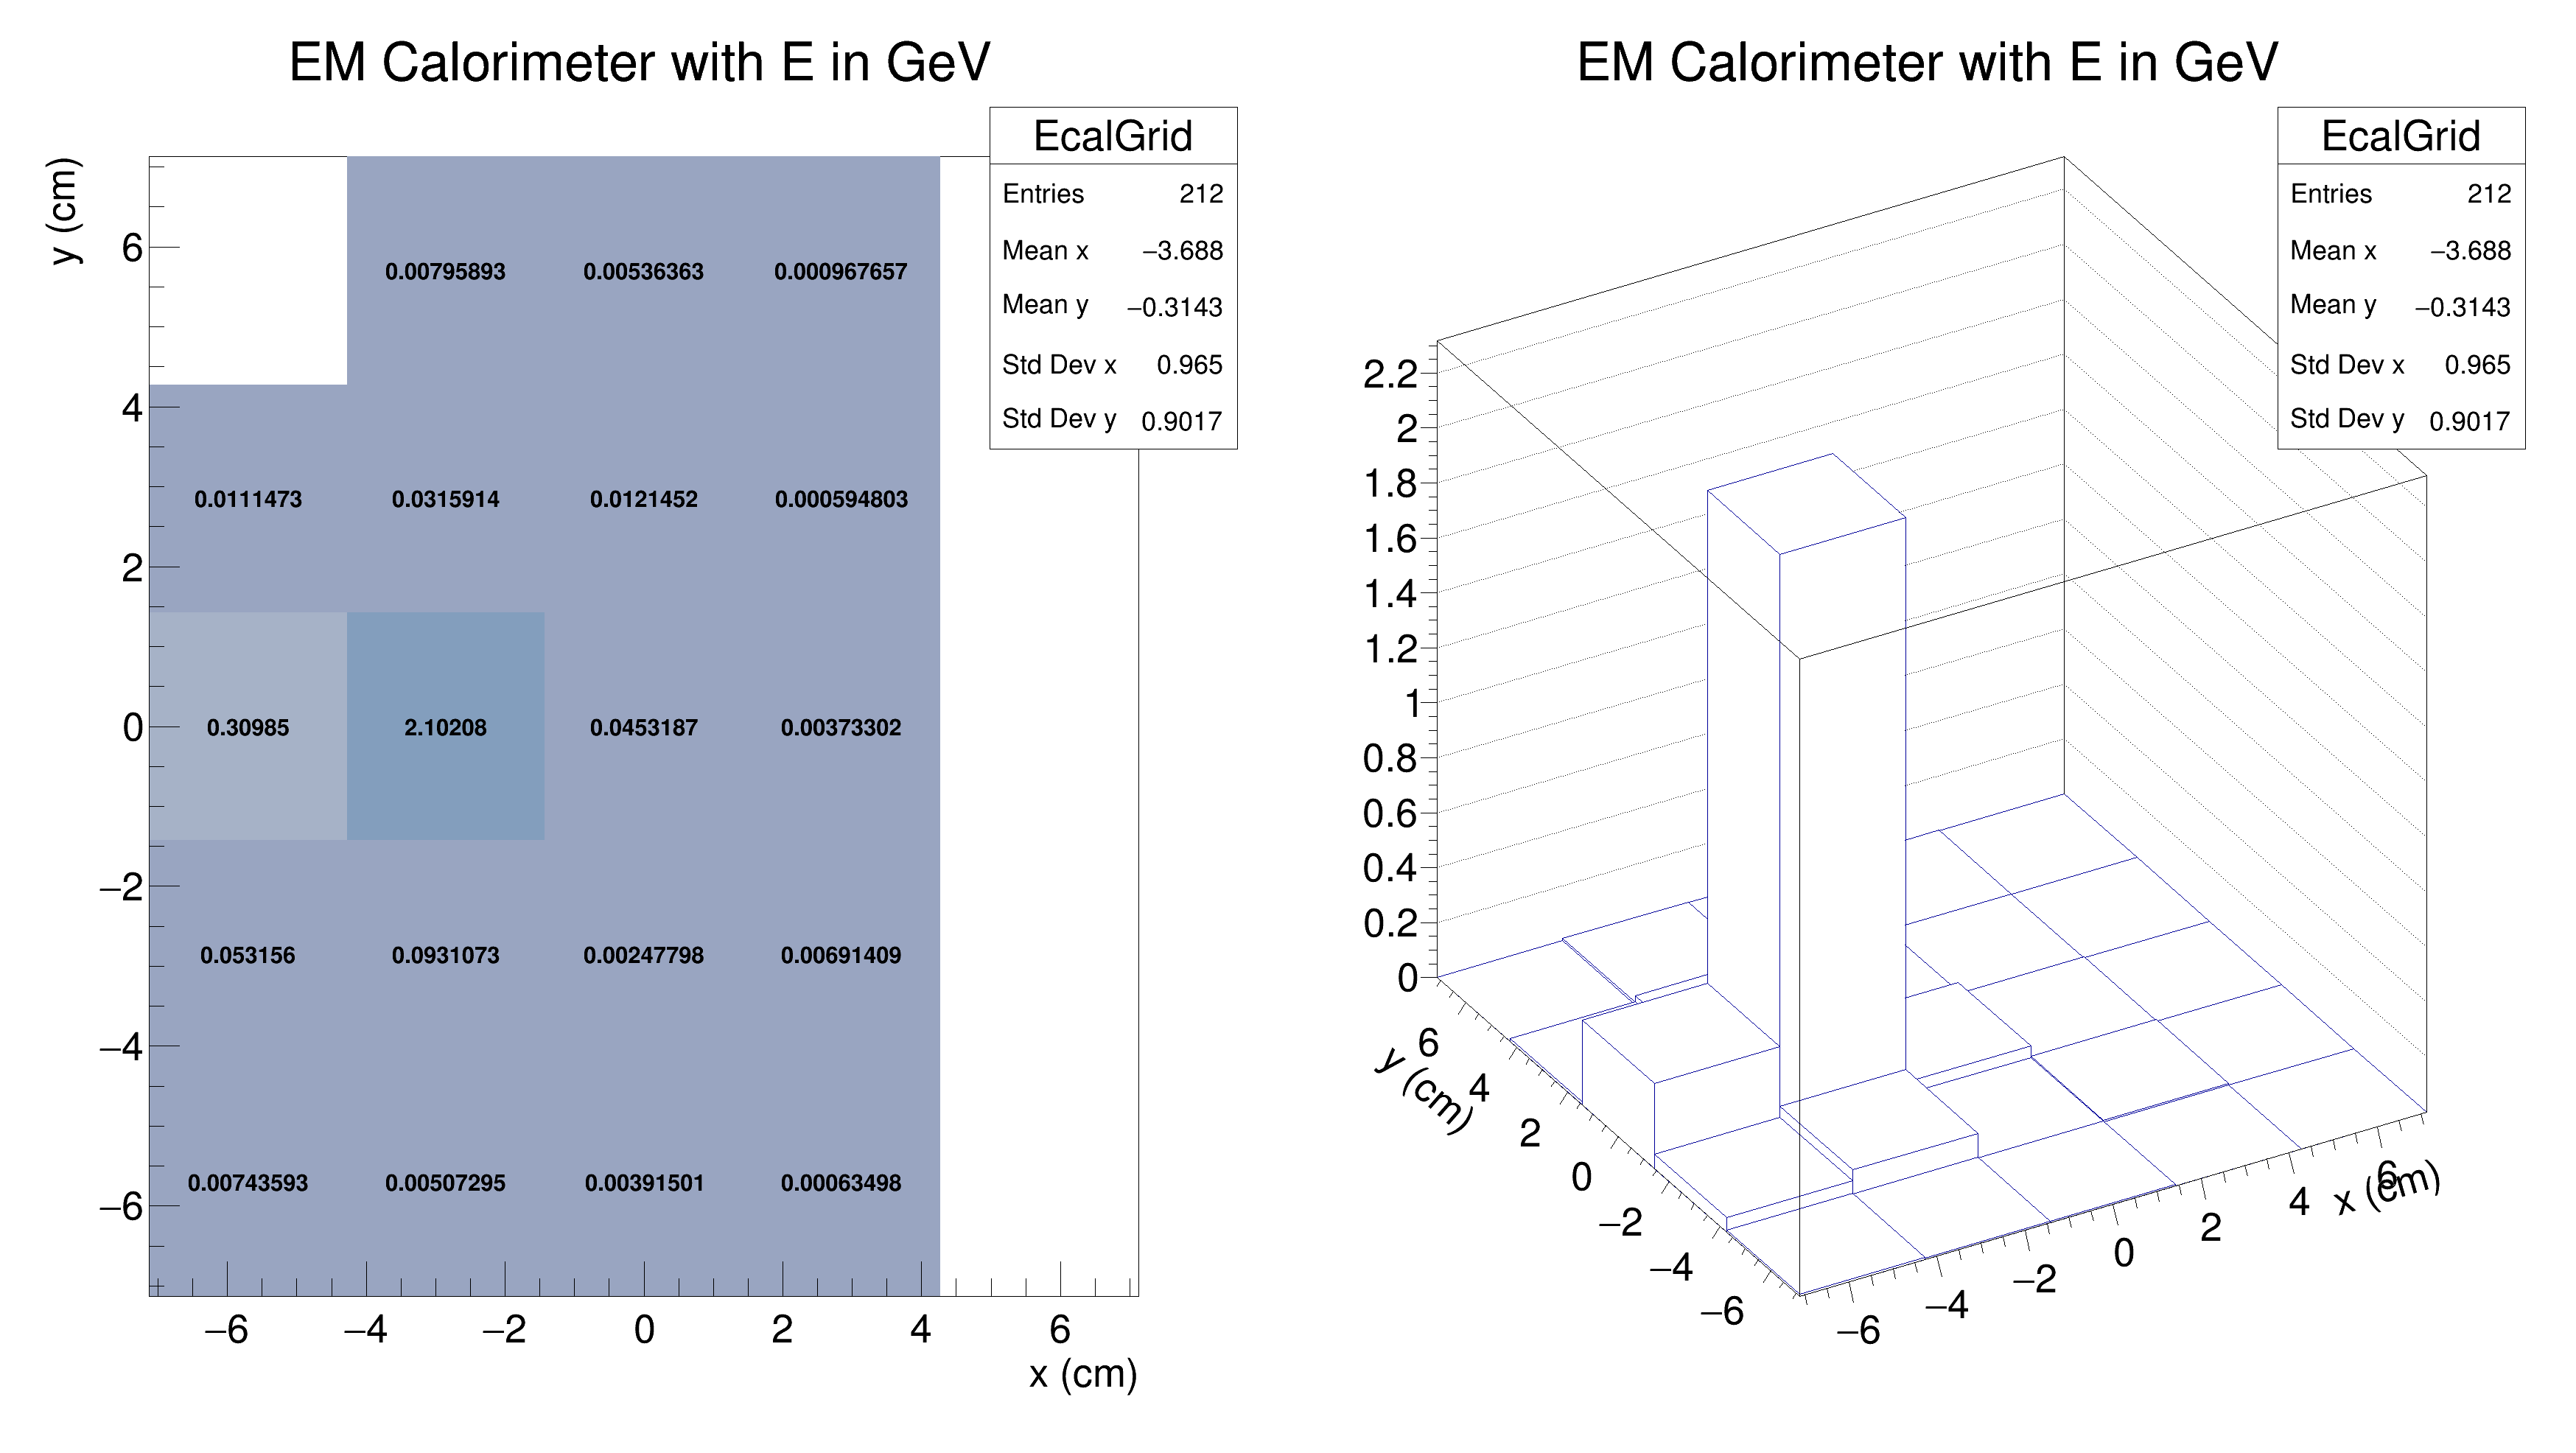 EM Calorimeter with E in GeV
EcalGrid
Entries 212
Mean x −3.688
Mean y −0.3143
Std Dev x 0.965
Std Dev y 0.9017
y (cm)
6
4
2
0
−2
−4
−6
0.00795893 0.00536363 0.000967657
0.0111473 0.0315914 0.0121452 0.000594803
0.30985 2.10208 0.0453187 0.00373302
0.053156 0.0931073 0.00247798 0.00691409
0.00743593 0.00507295 0.00391501 0.00063498
−6 −4 −2 0 2 4 6
x (cm)
EM Calorimeter with E in GeV
EcalGrid
Entries 212
Mean x −3.688
Mean y −0.3143
Std Dev x 0.965
Std Dev y 0.9017
2.2
2
1.8
1.6
1.4
1.2
1
0.8
0.6
0.4
0.2
0
y (cm)
6
4
2
0
−2
−4
−6
−6 −4 −2 0 2 4 6
x (cm)